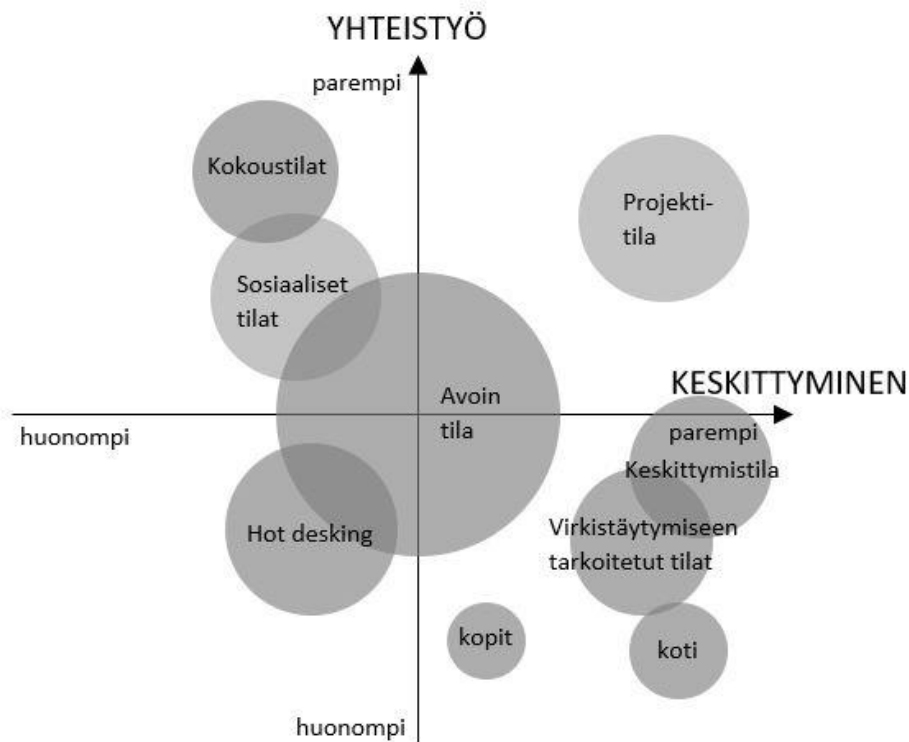 YHTEISTYÖ
parempi
Kokoustilat
Projekti-
tila
Sosiaaliset
tilat
KESKITTYMINEN
Avoin
tila
huonompi
parempi
Keskittymistila
Hot desking
Virkistäytymiseen
tarkoitetut tilat
kopit
koti
huonompi